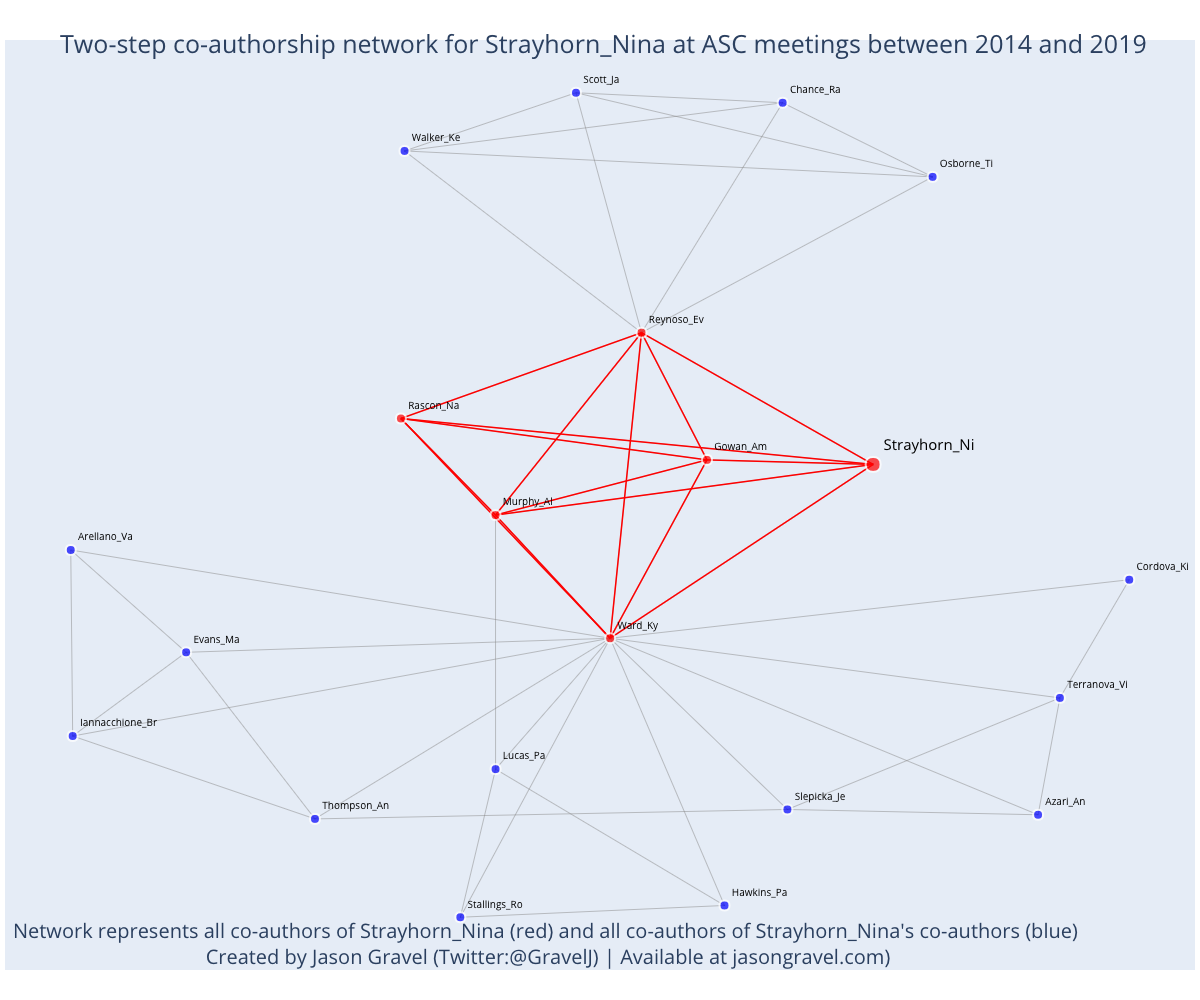 Two-step co-authorship network for Strayhorn_Nina at ASC meetings between 2014 and 2019
Scott_Ja
Chance_Ra
Walker_Ke
Osborne_Ti
Reynoso_Ev
Rascon_Na
Strayhorn_Ni
Gowan_Am
Murphy_Al
Arellano_Va
Cordova_Ki
Ward_Ky
Evans_Ma
Terranova_Vi
Iannacchione_Br
Lucas_Pa
Slepicka_Je
Azari_An
Thompson_An
Hawkins_Pa
Stallings_Ro
Network represents all co-authors of Strayhorn_Nina (red) and all co-authors of Strayhorn_Nina's co-authors (blue)
Created by Jason Gravel (Twitter:@GravelJ) | Available at jasongravel.com)